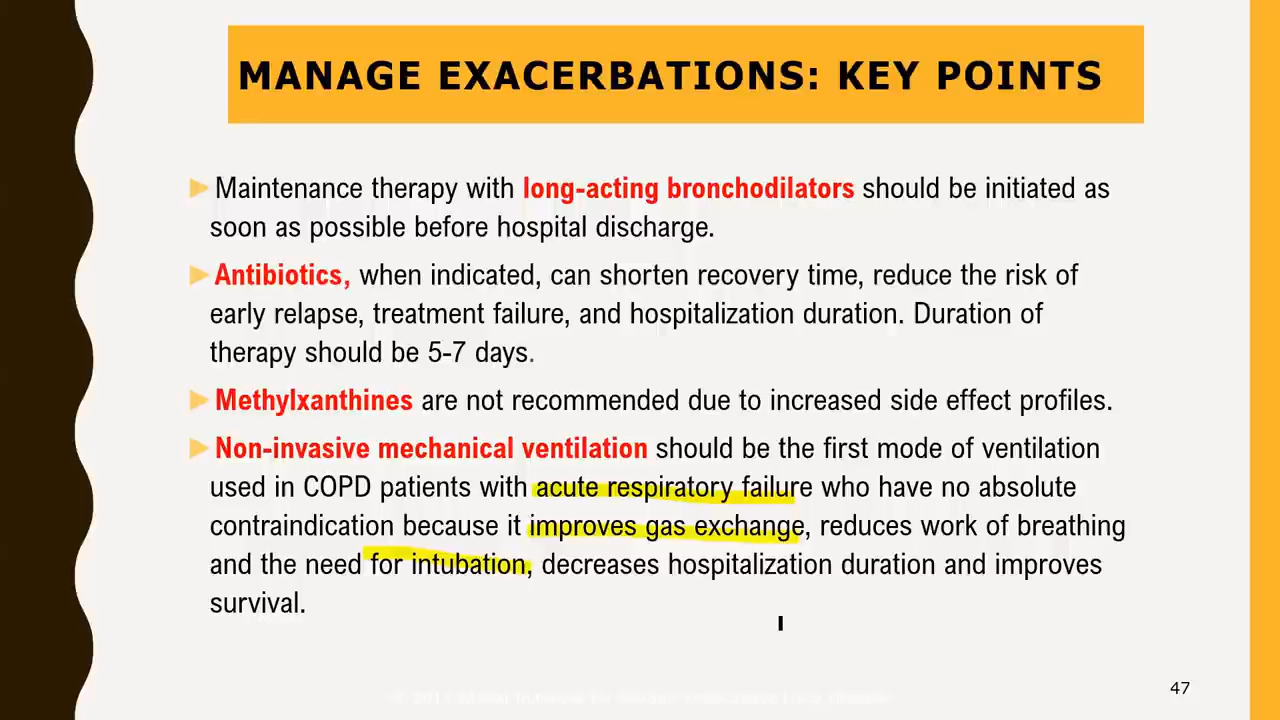 MANAGE EXACERBATIONS: KEY POINTS
Maintenance therapy with long-acting bronchodilators should be initiated as
soon as possible before hospital discharge.
Antibiotics, when indicated, can shorten recovery time, reduce the risk of
early relapse, treatment failure, and hospitalization duration. Duration of
therapy should be 5-7 days.
Methylxanthines are not recommended due to increased side effect profiles.
Non-invasive mechanical ventilation should be the first mode of ventilation
used in COPD patients with acute respiratory failure who have no absolute
contraindication because it improves gas exchange, reduces work of breathing
and the need for intubation, decreases hospitalization duration and improves
survival.
47